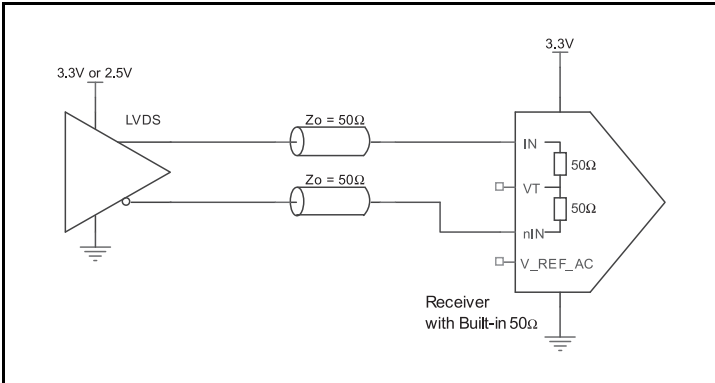 3.3V
3.3V or 2.5V
LVDS
Zo = 50Ω
IN
50Ω
Zo = 50Ω
VT
50Ω
nIN
V_REF_AC
Receiver
with Built-in 50Ω